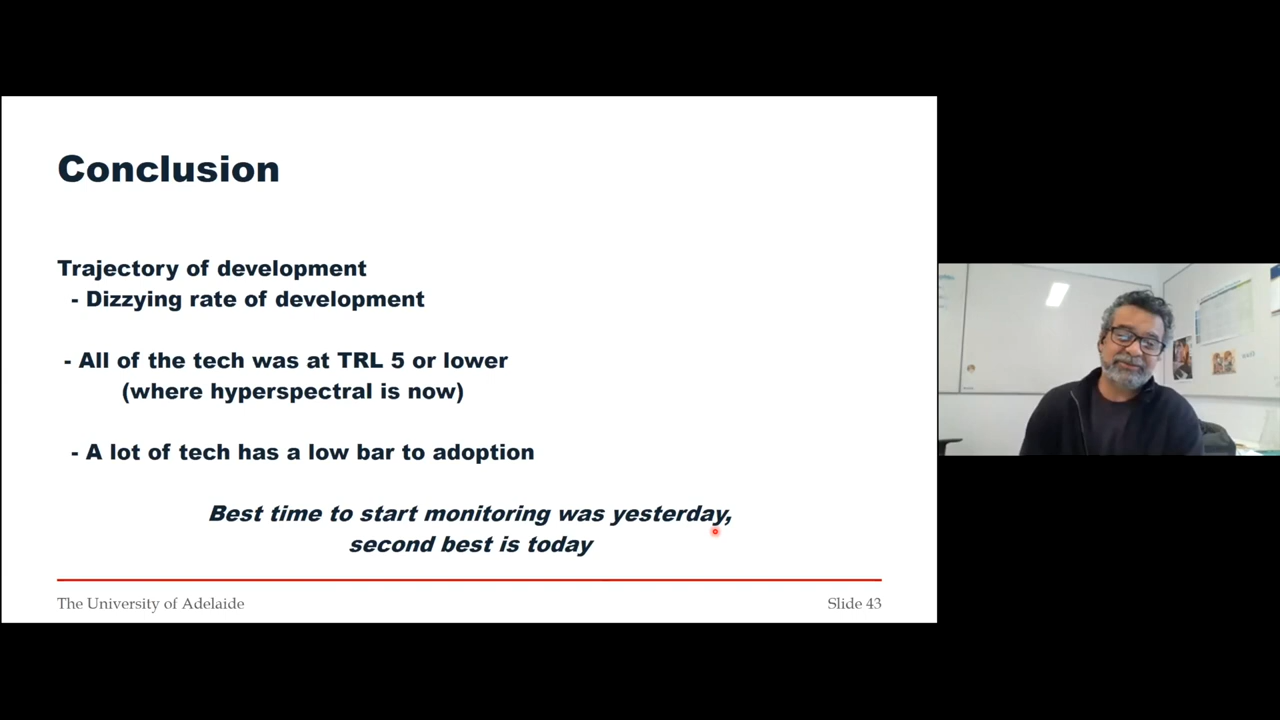 Conclusion
Trajectory of development
- Dizzying rate of development
- All of the tech was at TRL 5 or lower
(where hyperspectral is now)
- A lot of tech has a low bar to adoption
Best time to start monitoring was yesterday,
second best is today
The University of Adelaide
Slide 43